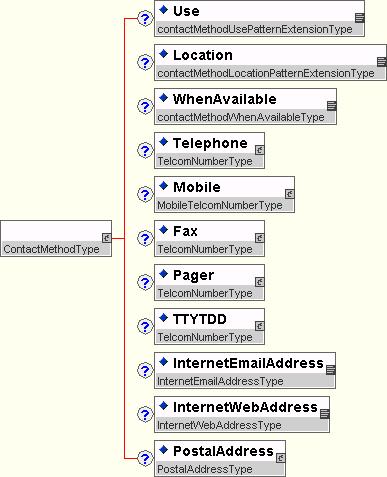 ? Use
contactMethodUsePatternExtensionType
? Location
contactMethodLocationPatternExtensionType
? WhenAvailable
contactMethodWhenAvailableType
? Telephone
TelcomNumberType
? Mobile
MobileTelcomNumberType
ContactMethodType
? Fax
TelcomNumberType
? Pager
TelcomNumberType
? TTYTDD
TelcomNumberType
? InternetEmailAddress
InternetEmailAddressType
? InternetWebAddress
InternetWebAddressType
? PostalAddress
PostalAddressType